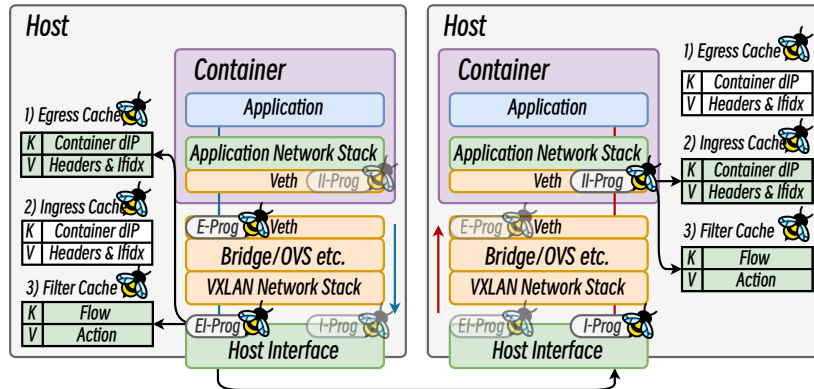 Host
Container
Application
Application Network Stack
Veth
II-Prog
E-Prog
Veth
Bridge/OVS etc.
VXLAN Network Stack
EI-Prog
I-Prog
Host Interface
1) Egress Cache
K Container dIP
V Headers & Ifidx
2) Ingress Cache
K Container dIP
V Headers & Ifidx
3) Filter Cache
K Flow
V Action
Host
Container
Application
Application Network Stack
Veth
II-Prog
E-Prog
Veth
Bridge/OVS etc.
VXLAN Network Stack
EI-Prog
I-Prog
Host Interface
1) Egress Cache
K Container dIP
V Headers & Ifidx
2) Ingress Cache
K Container dIP
V Headers & Ifidx
3) Filter Cache
K Flow
V Action